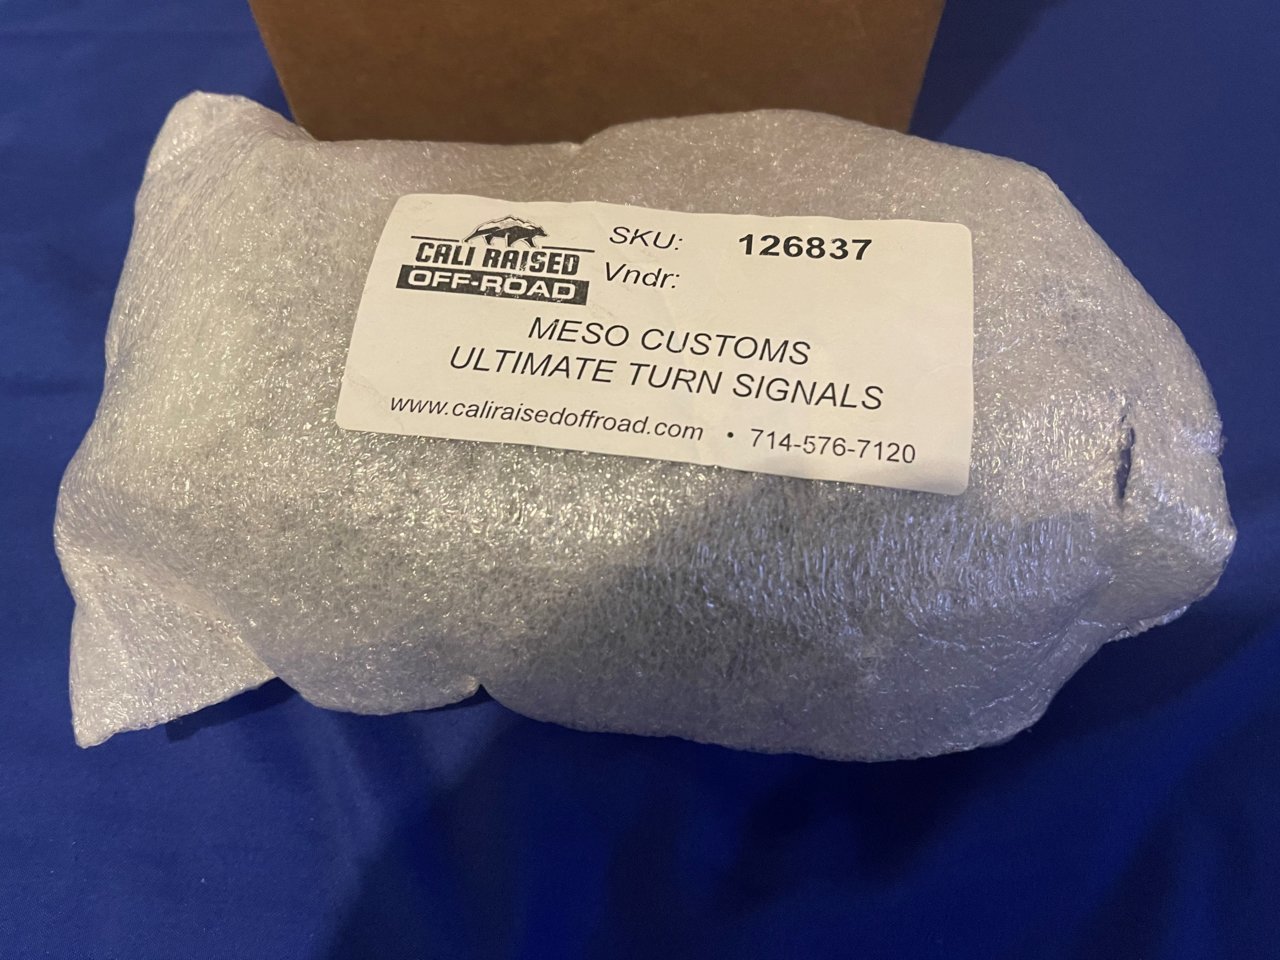 CALI RAISED
OFF-ROAD
SKU: 126837
Vndr:
MESO CUSTOMS
ULTIMATE TURN SIGNALS
www.caliraisedoffroad.com • 714-576-7120